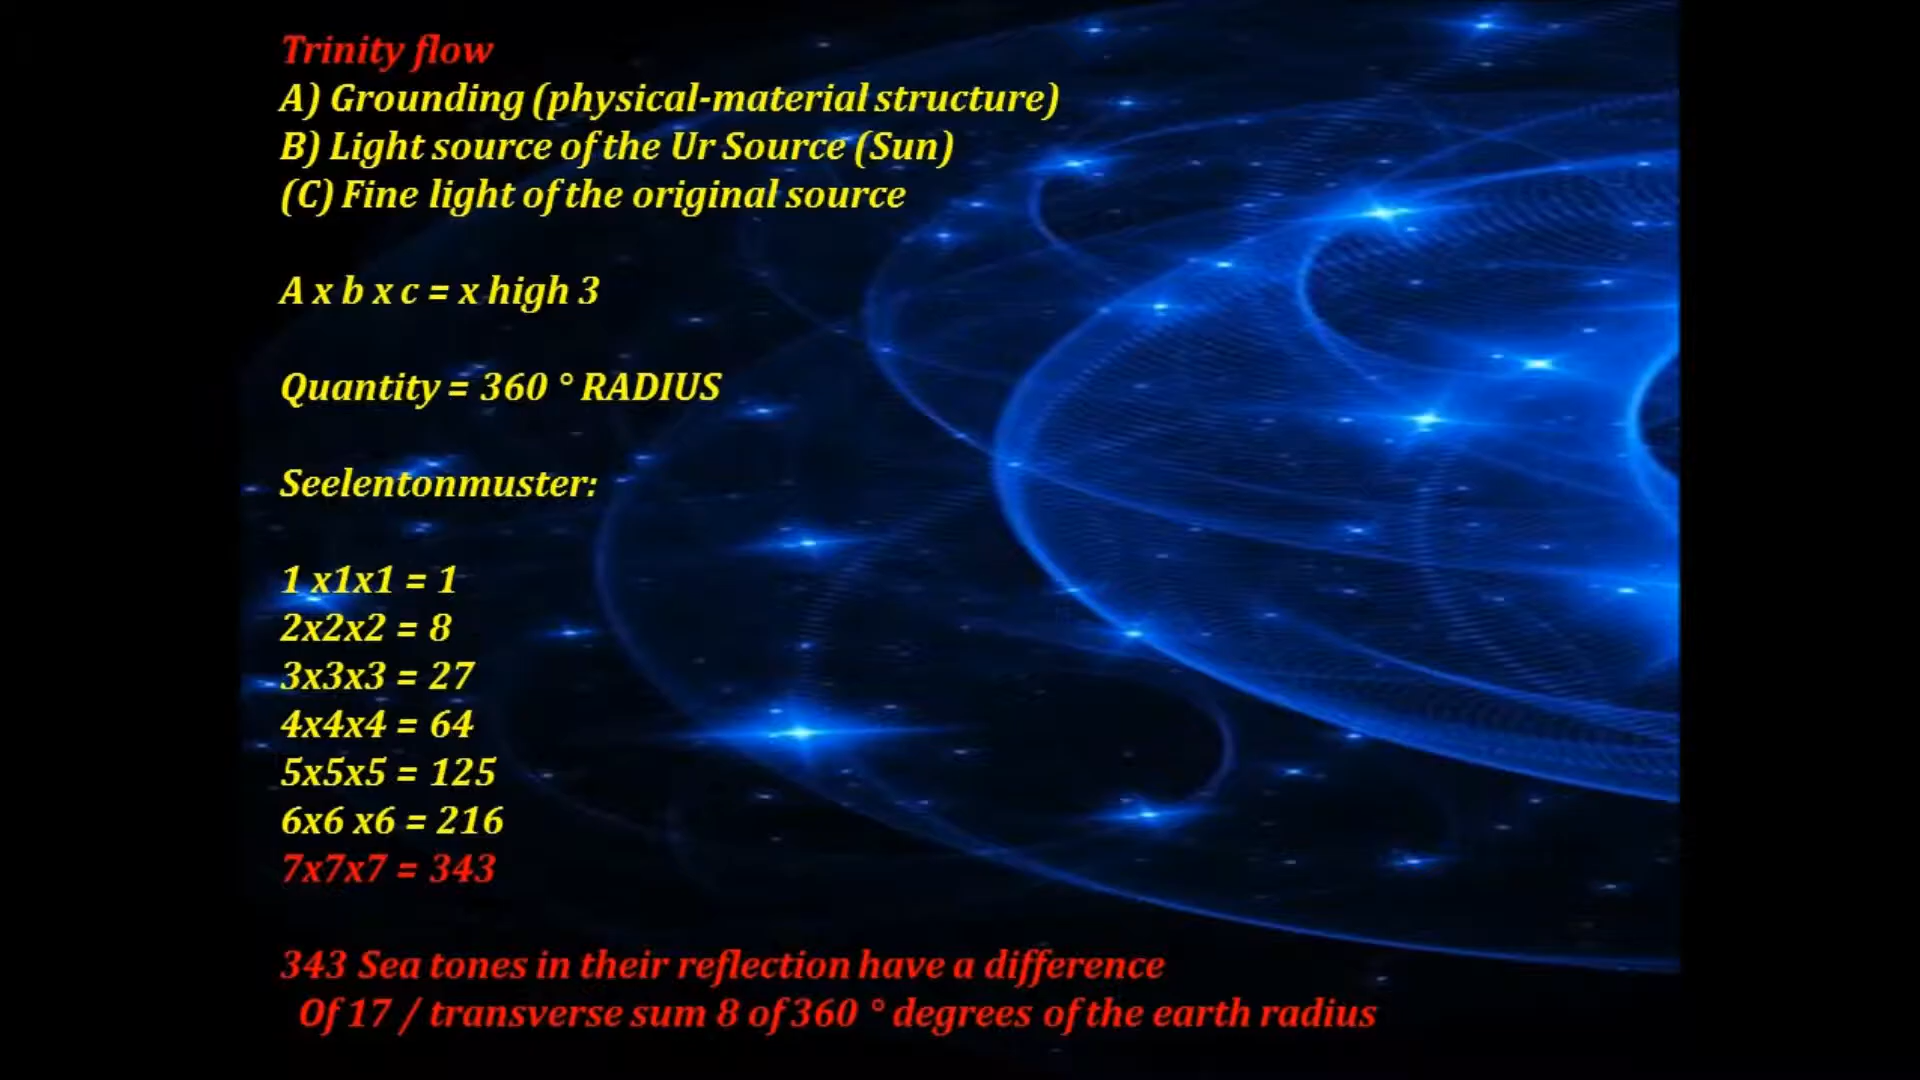 Trinity flow
A) Grounding (physical-material structure)
B) Light source of the Ur Source (Sun)
(C) Fine light of the original source
A x b x c = x high 3
Quantity = 360 ° RADIUS
Seelentonmuster:
1 x1x1 = 1
2x2x2 = 8
3x3x3 = 27
4x4x4 = 64
5x5x5 = 125
6x6 x6 = 216
7x7x7 = 343
343 Sea tones in their reflection have a difference
Of 17 / transverse sum 8 of 360 ° degrees of the earth radius